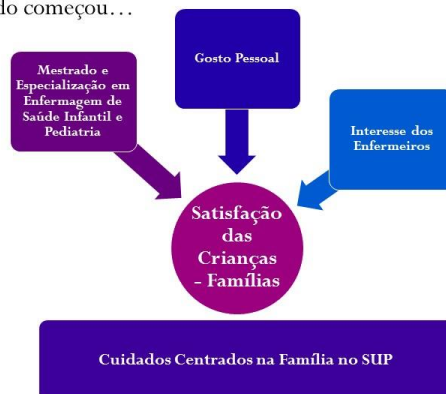 do começou…
Gosto Pessoal
Mestrado e
Especialização em
Enfermagem de
Saúde Infantil e
Pediatria
Interesse dos
Enfermeiros
Satisfação
das
Crianças
- Famílias
Cuidados Centrados na Família no SUP